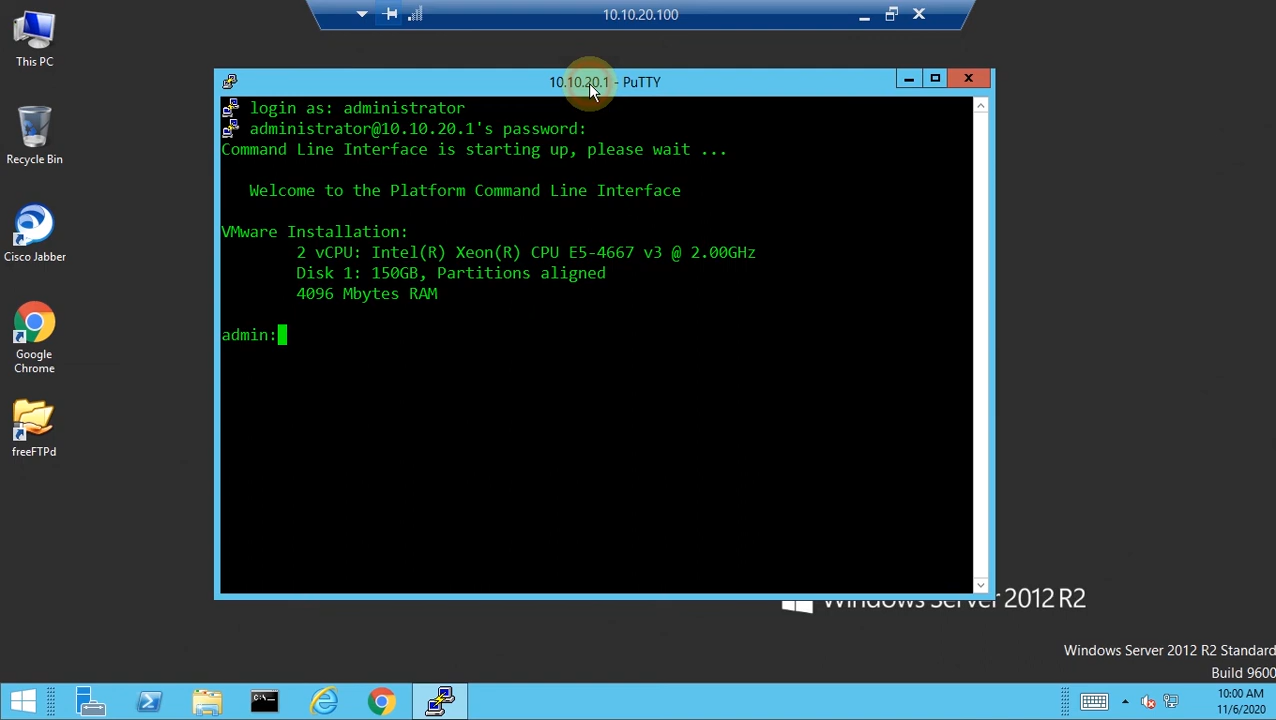 10.10.20.100
This PC
Recycle Bin
Cisco Jabber
Google
Chrome
freeFTPd
10.10.20.1 - PuTTY
login as: administrator
administrator@10.10.20.1's password:
Command Line Interface is starting up, please wait ...
Welcome to the Platform Command Line Interface
VMware Installation:
2 vCPU: Intel(R) Xeon(R) CPU E5-4667 v3 @ 2.00GHz
Disk 1: 150GB, Partitions aligned
4096 Mbytes RAM
admin:
Windows Server 2012 R2
Windows Server 2012 R2 Standard
Build 9600
10:00 AM
11/6/2020